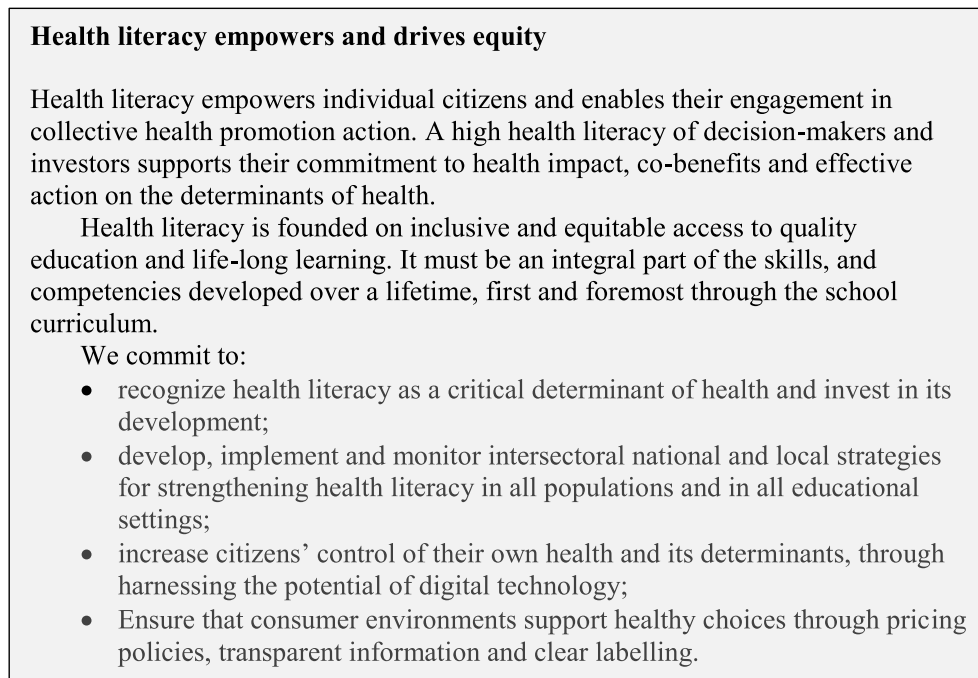 Health literacy empowers and drives equity
Health literacy empowers individual citizens and enables their engagement in
collective health promotion action. A high health literacy of decision-makers and
investors supports their commitment to health impact, co-benefits and effective
action on the determinants of health.
Health literacy is founded on inclusive and equitable access to quality
education and life-long learning. It must be an integral part of the skills, and
competencies developed over a lifetime, first and foremost through the school
curriculum.
We commit to:
• recognize health literacy as a critical determinant of health and invest in its
development;
• develop, implement and monitor intersectoral national and local strategies
for strengthening health literacy in all populations and in all educational
settings;
• increase citizens’ control of their own health and its determinants, through
harnessing the potential of digital technology;
• Ensure that consumer environments support healthy choices through pricing
policies, transparent information and clear labelling.